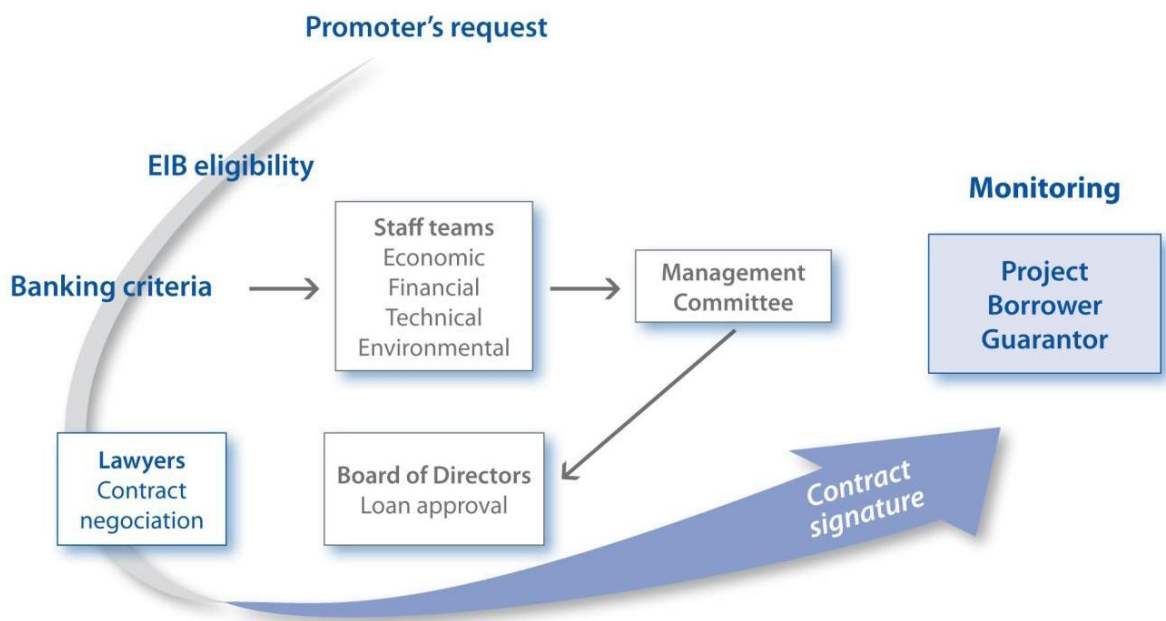 Promoter's request
EIB eligibility
Banking criteria
Staff teams
Economic
Financial
Technical
Environmental
Management
Committee
Monitoring
Project
Borrower
Guarantor
Lawyers
Contract
negociation
Board of Directors
Loan approval
Contract
signature